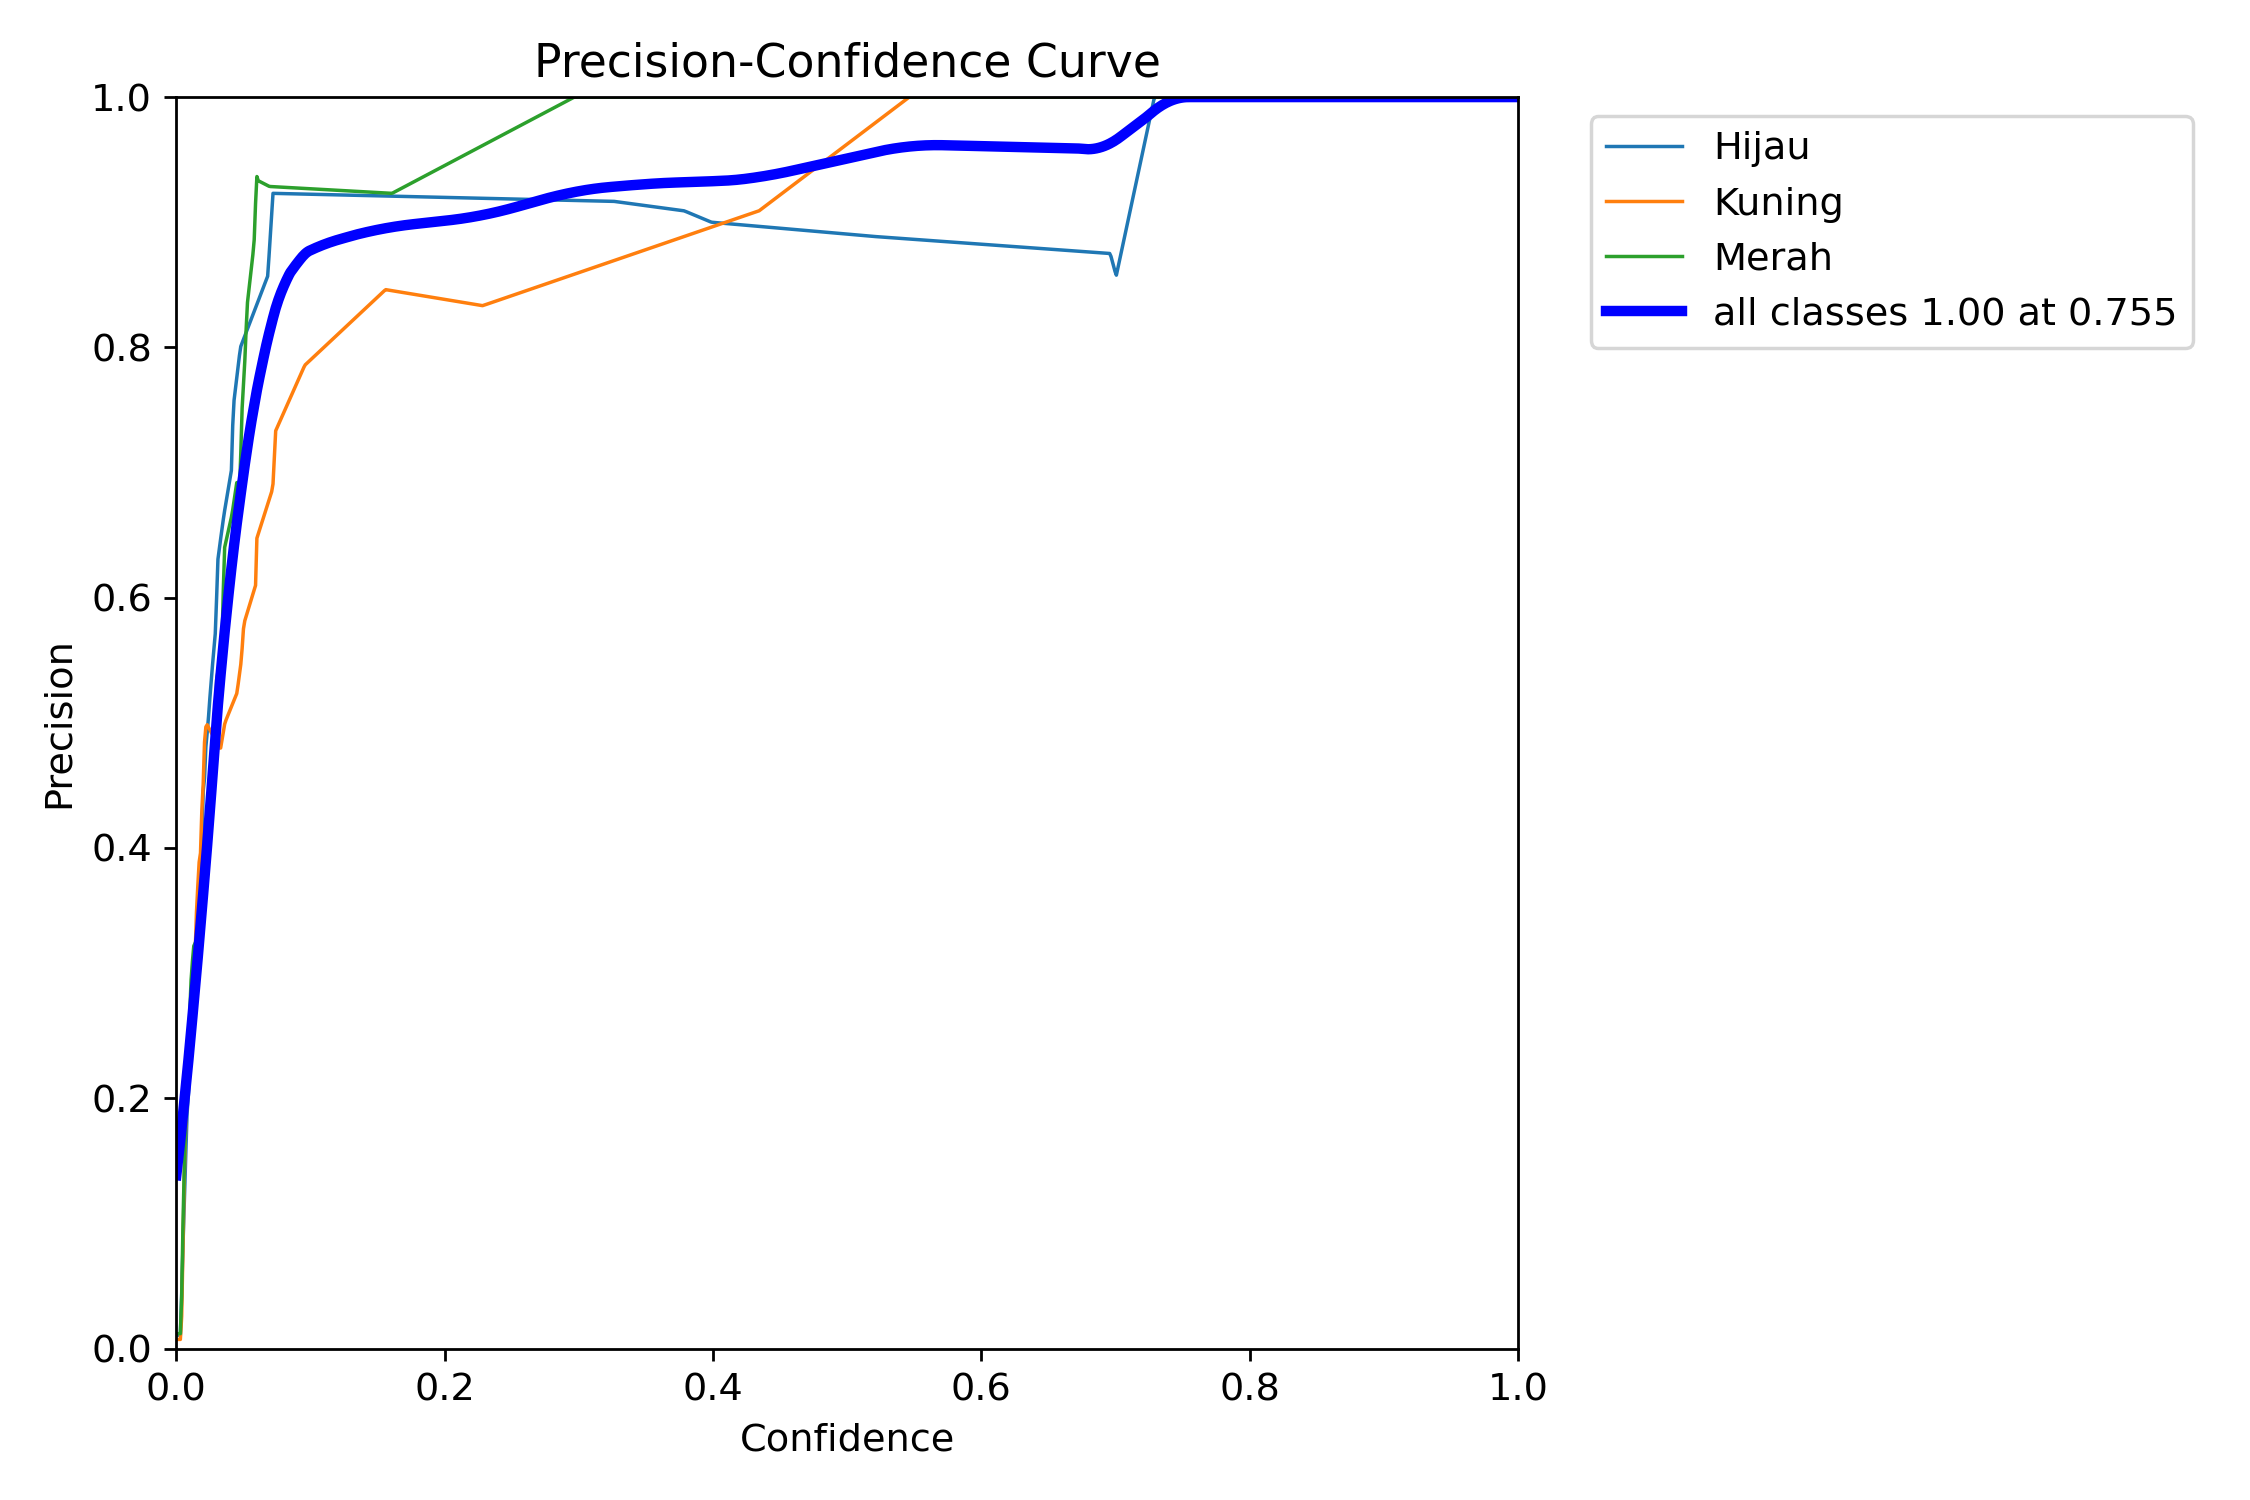 Precision-Confidence Curve
1.0
0.8
0.6
0.4
0.2
0.0
Precision
0.0 0.2 0.4 0.6 0.8 1.0
Confidence
Hijau
Kuning
Merah
all classes 1.00 at 0.755